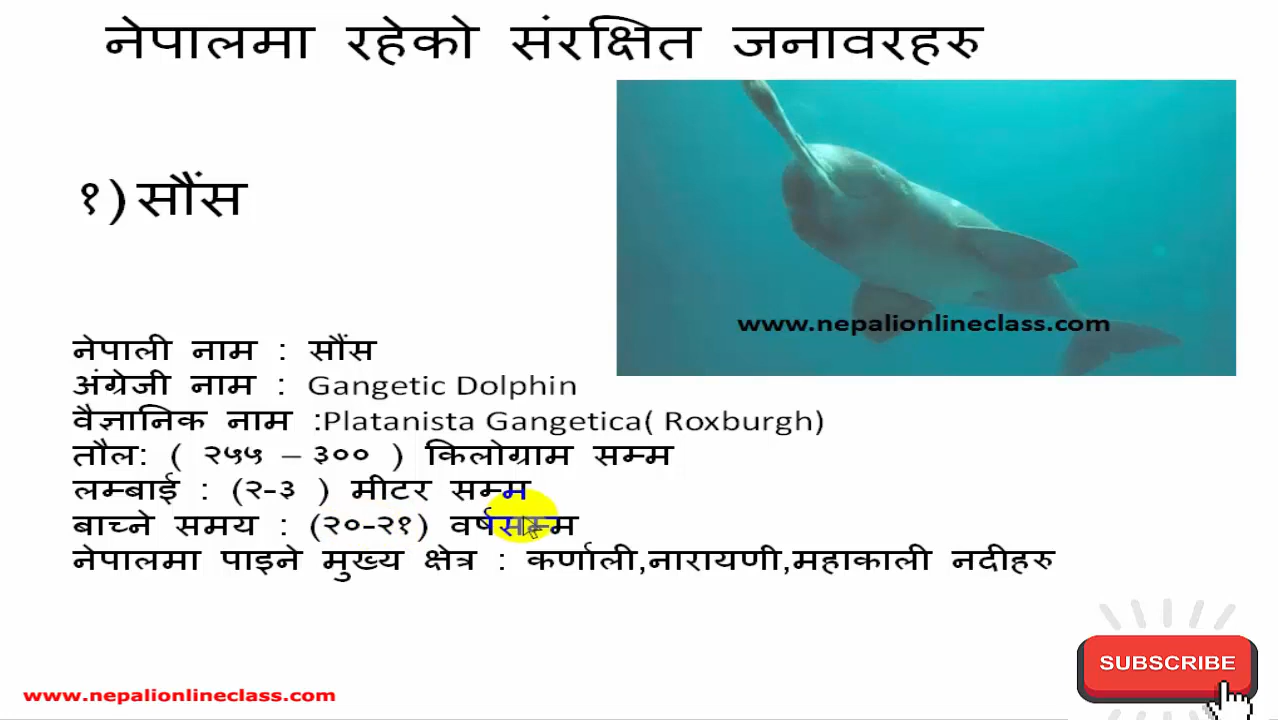 नेपालमा रहेको संरक्षित जनावरहरु
१) सौंस
www.nepalionlineclass.com
नेपाली नाम : सौंस
अंग्रेजी नाम : Gangetic Dolphin
वैज्ञानिक नाम :Platanista Gangetica( Roxburgh)
तौल: ( २५५ – ३०० ) किलोग्राम सम्म
लम्बाई : (२-३ ) मीटर सम्म
बाच्ने समय : (२०-२१) वर्षसम्म
नेपालमा पाइने मुख्य क्षेत्र : कर्णाली,नारायणी,महाकाली नदीहरु
SUBSCRIBE
www.nepalionlineclass.com